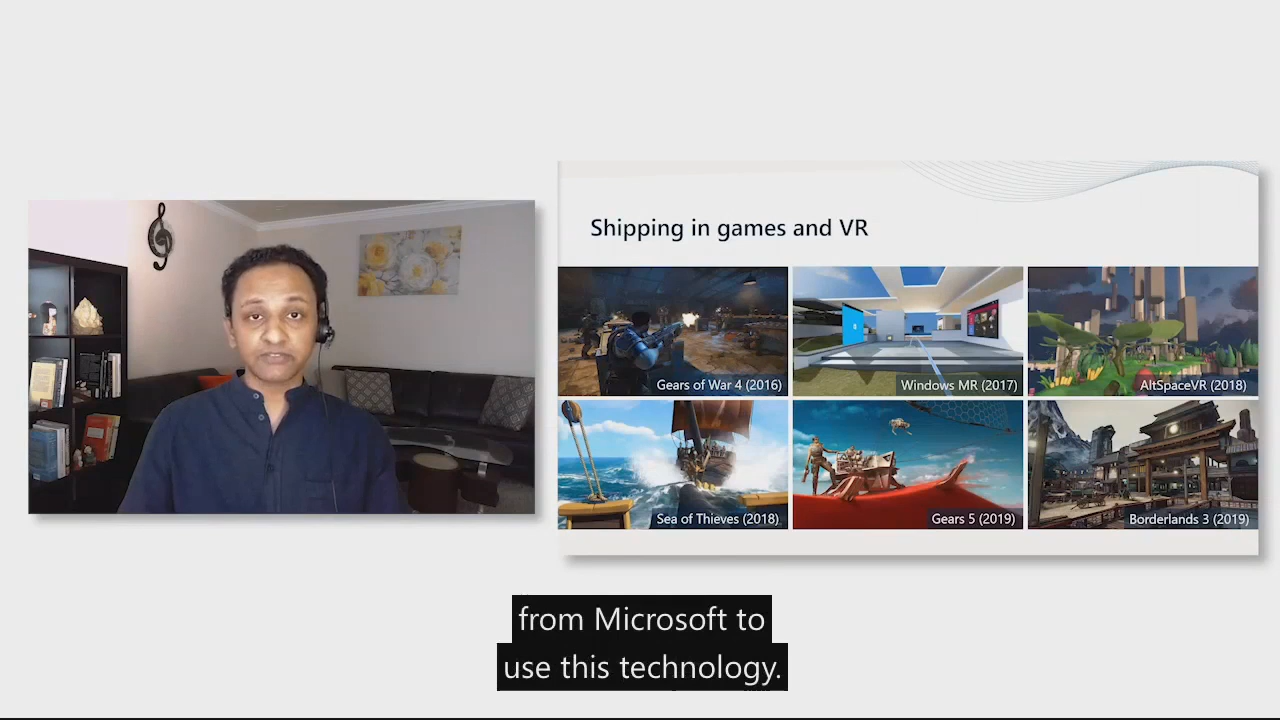 Shipping in games and VR
Gears of War 4 (2016)
Windows MR (2017)
AltSpaceVR (2018)
Sea of Thieves (2018)
Gears 5 (2019)
Borderlands 3 (2019)
from Microsoft to
use this technology.